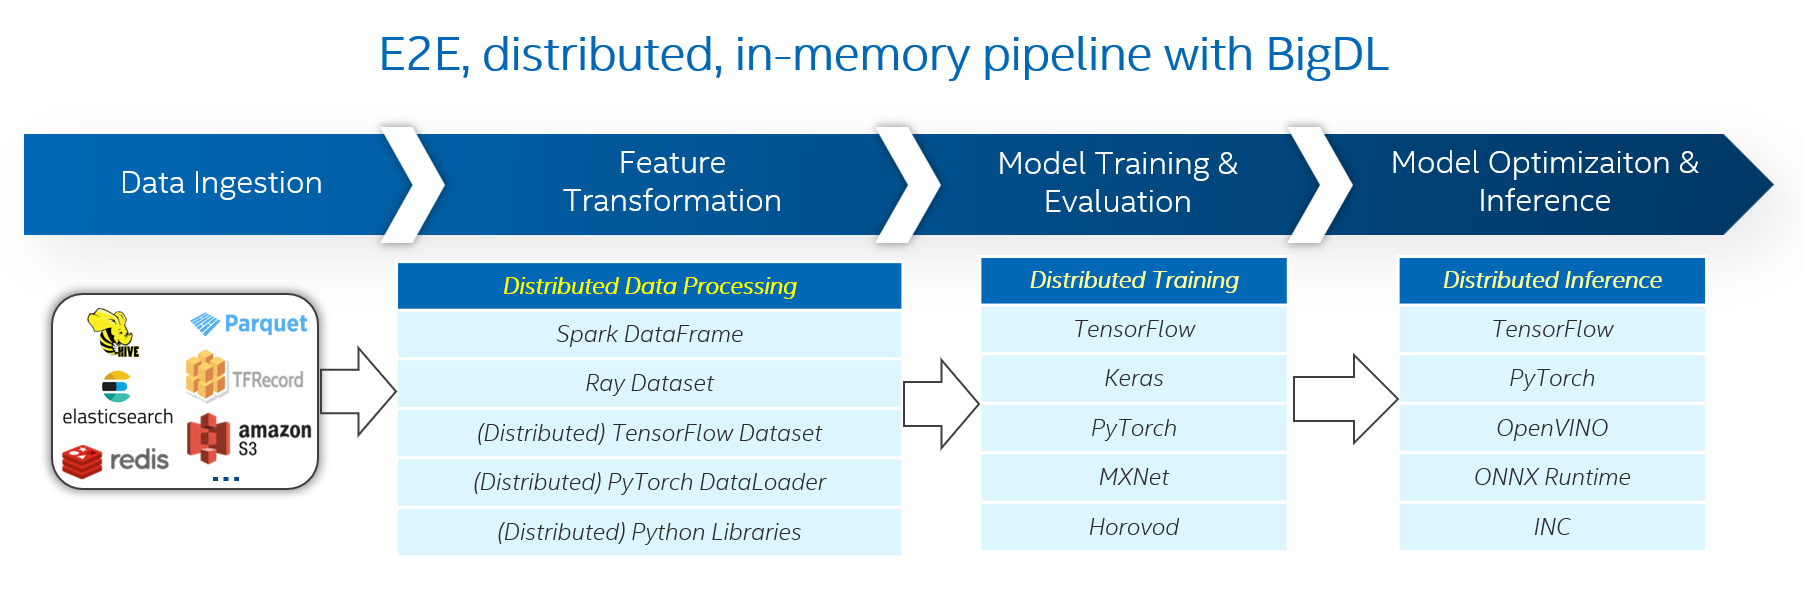 E2E, distributed, in-memory pipeline with BigDL
Data Ingestion
Feature
Transformation
Model Training &
Evaluation
Model Optimizaiton &
Inference
HIVE
Parquet
elasticsearch
TFRecord
redis
amazon
S3
...
Distributed Data Processing
Spark DataFrame
Ray Dataset
(Distributed) TensorFlow Dataset
(Distributed) PyTorch DataLoader
(Distributed) Python Libraries
Distributed Training
TensorFlow
Keras
PyTorch
MXNet
Horovod
Distributed Inference
TensorFlow
PyTorch
OpenVINO
ONNX Runtime
INC